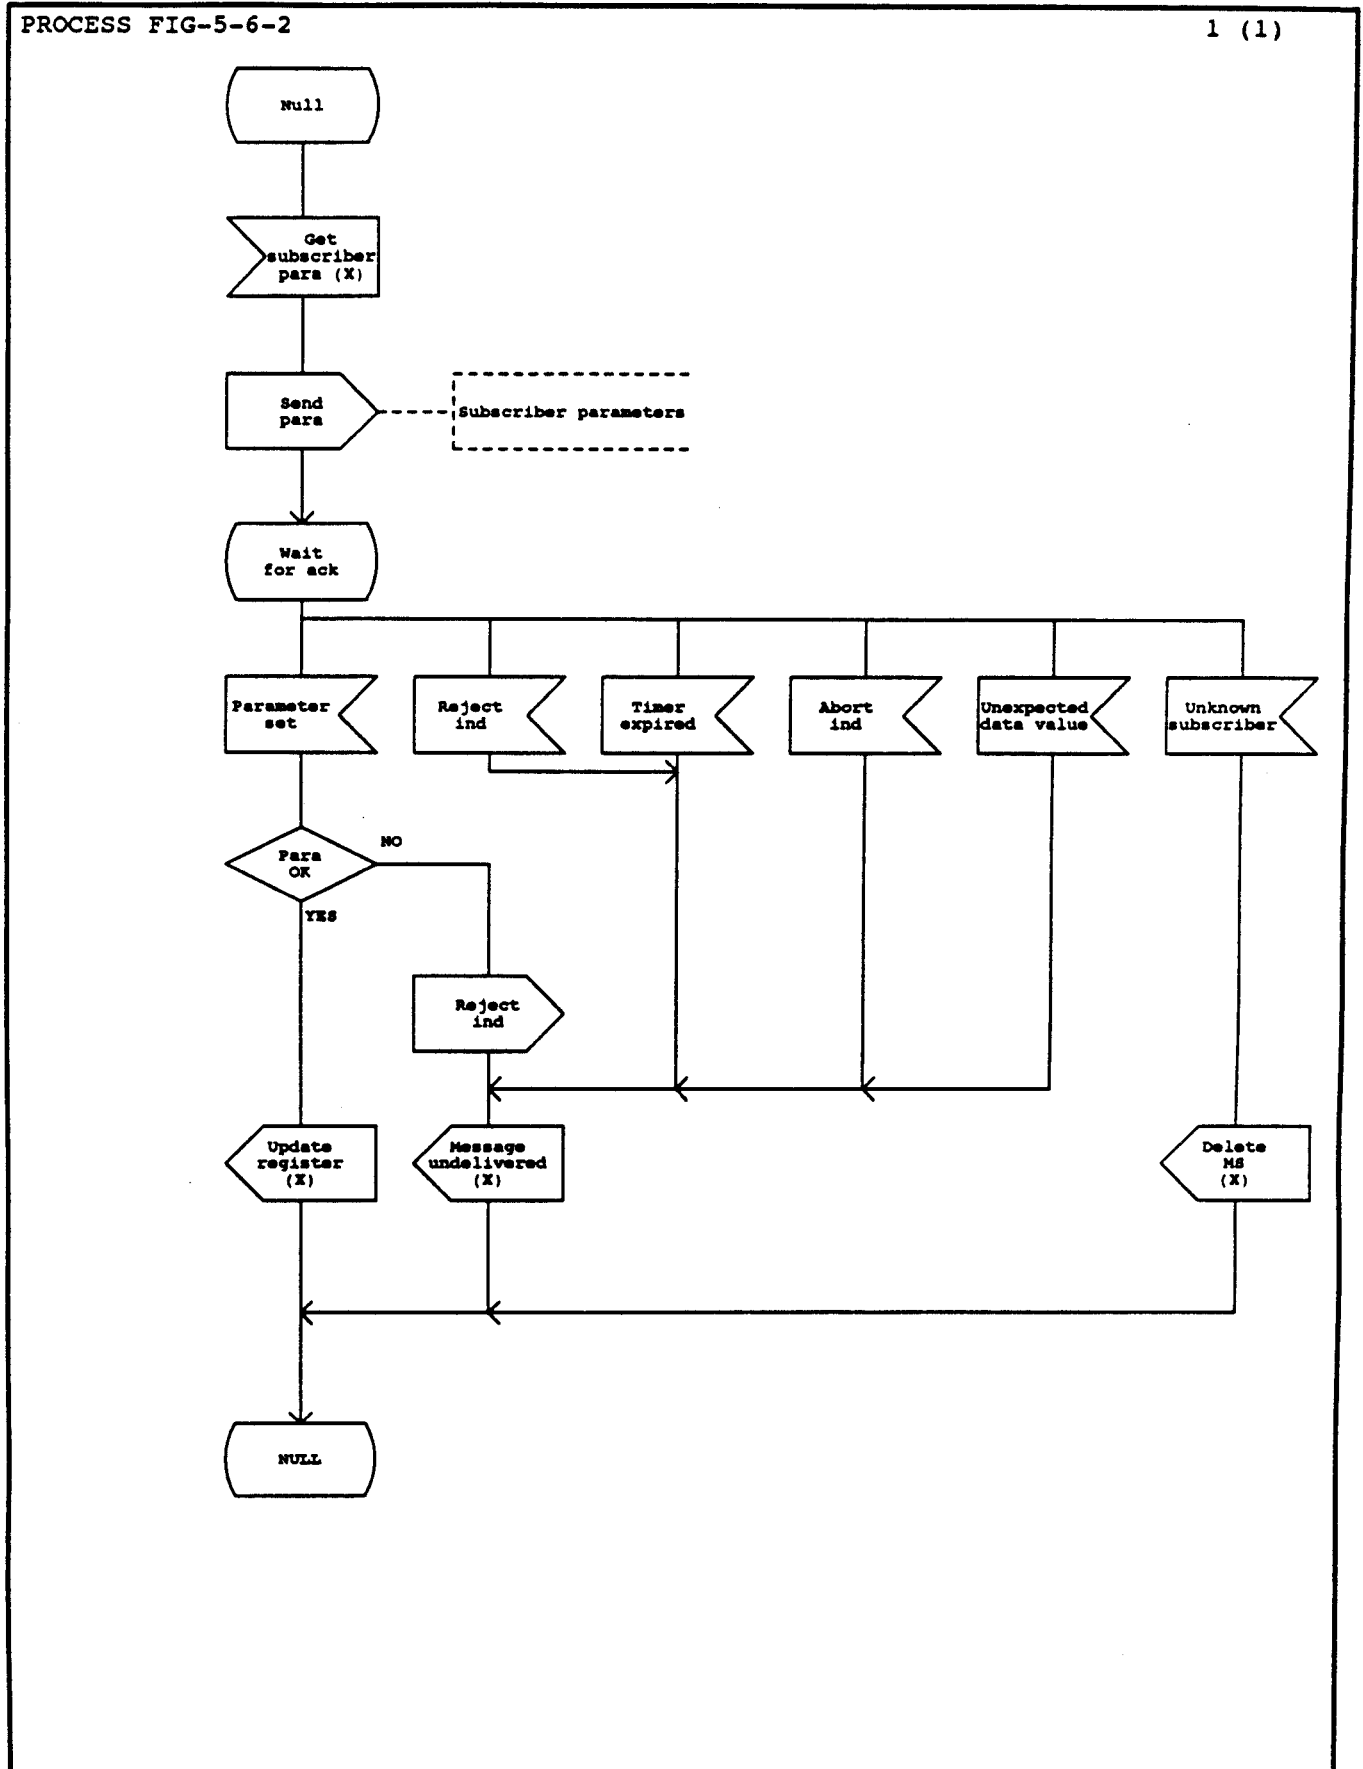 PROCESS FIG-5-6-2
1 (1)
Null
Get
subscriber
para (X)
Send
para
Subscriber parameters
Wait
for ack
Parameter
set
Reject
ind
Timer
expired
Abort
ind
Unexpected
data value
Unknown
subscriber
Para
OK
NO
YES
Reject
ind
Update
register
(X)
Message
undelivered
(X)
Delete
MS
(X)
NULL